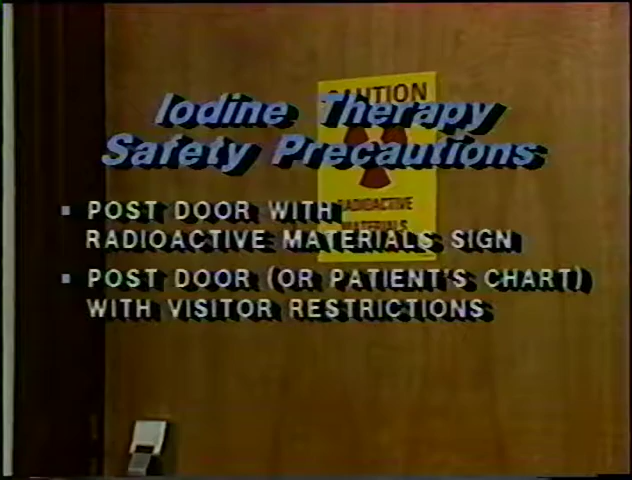 Iodine Therapy
Safety Precautions
▪ POST DOOR WITH
RADIOACTIVE MATERIALS SIGN
▪ POST DOOR (OR PATIENT'S CHART)
WITH VISITOR RESTRICTIONS
CAUTION
RADIOACTIVE
MATERIALS